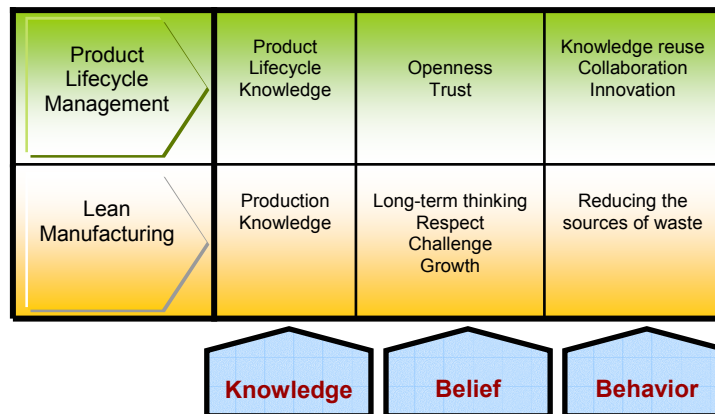 Product
Lifecycle
Management
Product
Lifecycle
Knowledge
Openness
Trust
Knowledge reuse
Collaboration
Innovation
Lean
Manufacturing
Production
Knowledge
Long-term thinking
Respect
Challenge
Growth
Reducing the
sources of waste
Knowledge
Belief
Behavior